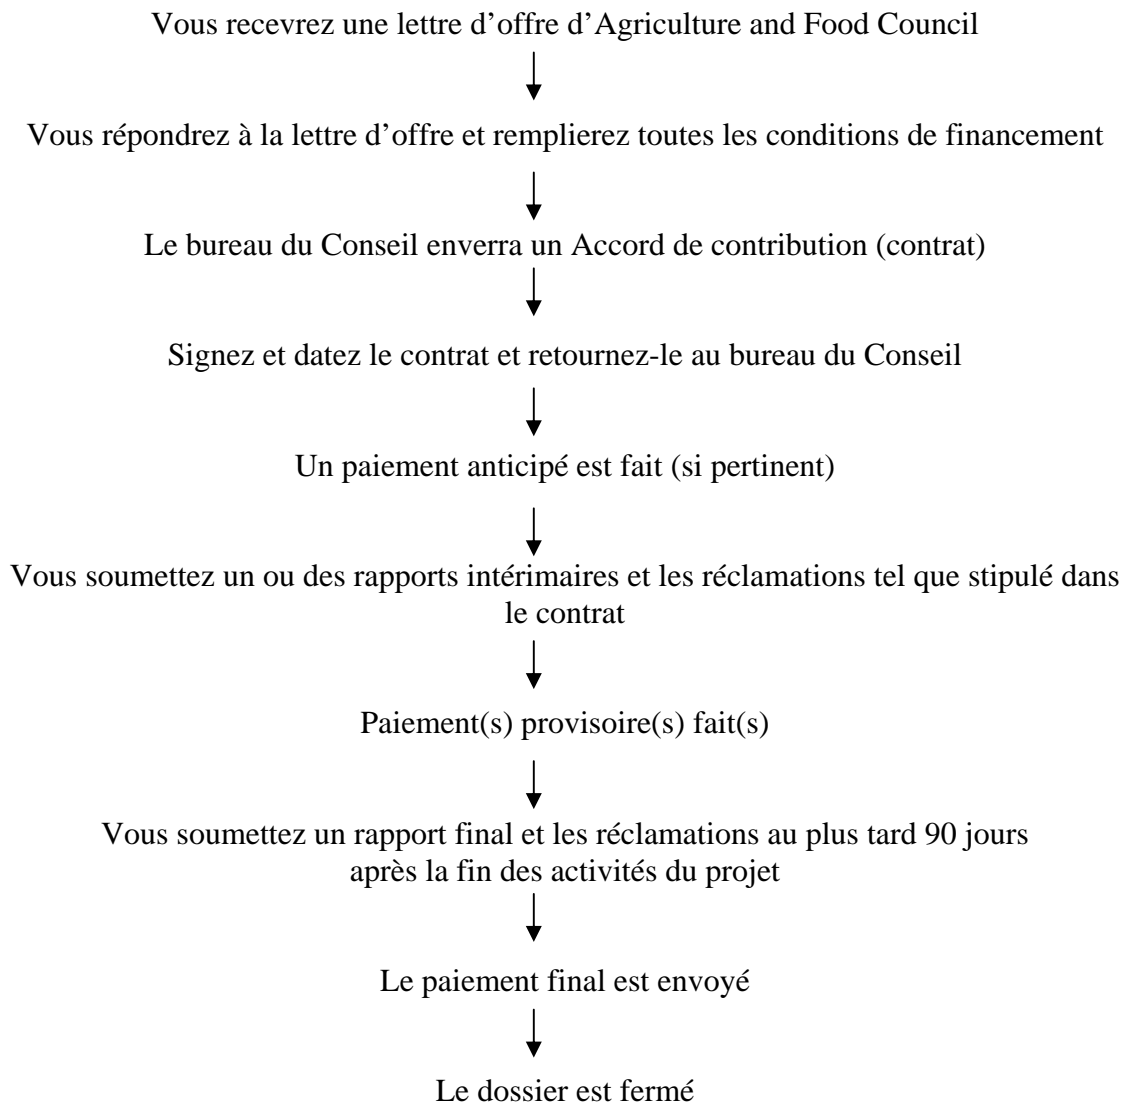 Vous recevrez une lettre d’offre d’Agriculture and Food Council
Vous répondrez à la lettre d’offre et remplierez toutes les conditions de financement
Le bureau du Conseil enverra un Accord de contribution (contrat)
Signez et datez le contrat et retournez-le au bureau du Conseil
Un paiement anticipé est fait (si pertinent)
Vous soumettez un ou des rapports intérimaires et les réclamations tel que stipulé dans
le contrat
Paiement(s) provisoire(s) fait(s)
Vous soumettez un rapport final et les réclamations au plus tard 90 jours
après la fin des activités du projet
Le paiement final est envoyé
Le dossier est fermé